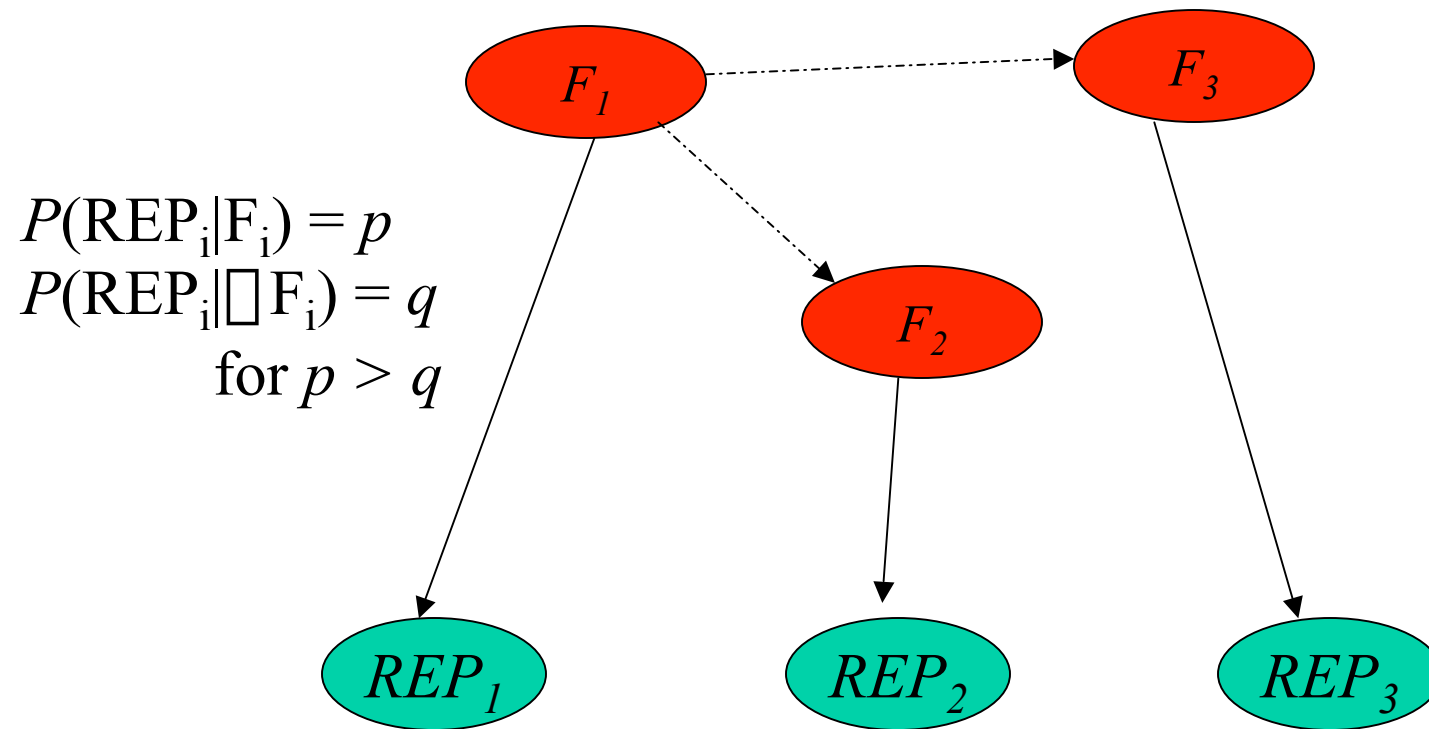 F₁
F₃
P(REPᵢ|Fᵢ) = p
P(REPᵢ|▯Fᵢ) = q
for p > q
F₂
REP₁
REP₂
REP₃